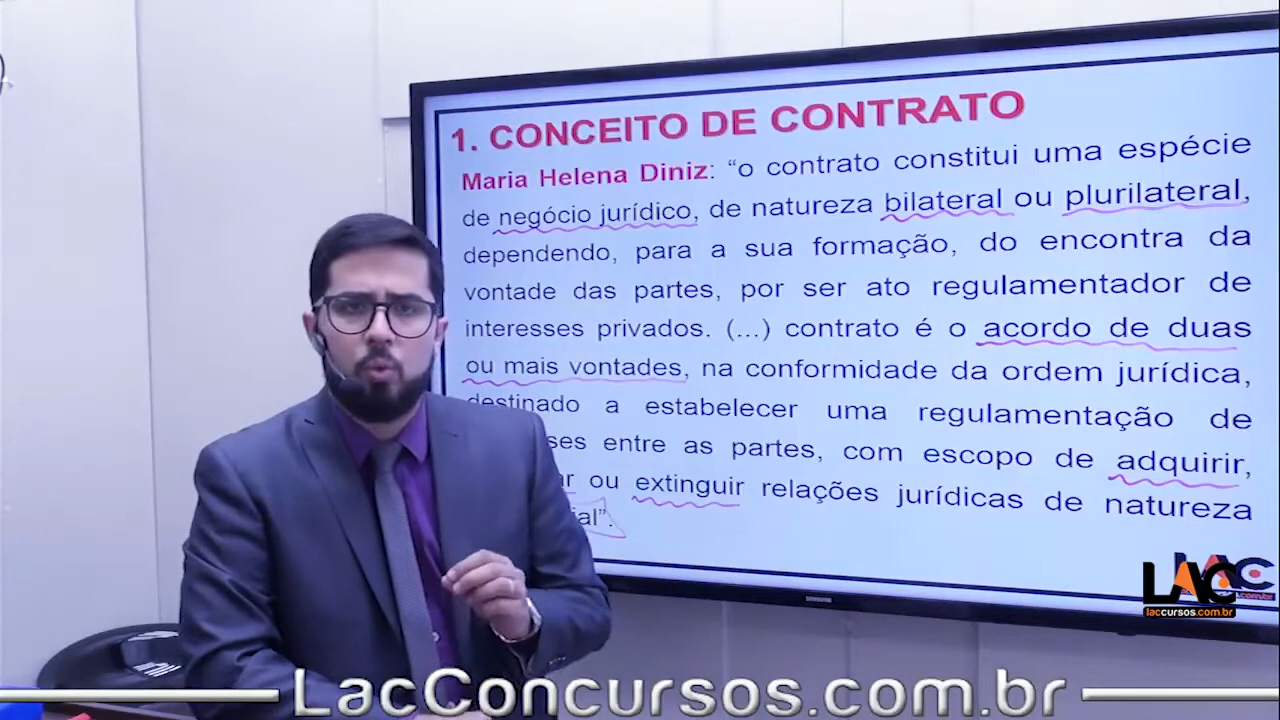 1. CONCEITO DE CONTRATO
Maria Helena Diniz: “o contrato constitui uma espécie
de negócio jurídico, de natureza bilateral ou plurilateral,
dependendo, para a sua formação, do encontra da
vontade das partes, por ser ato regulamentador de
interesses privados. (...) contrato é o acordo de duas
ou mais vontades, na conformidade da ordem jurídica,
destinado a estabelecer uma regulamentação de
entre as partes, com escopo de adquirir,
ou extinguir relações jurídicas de natureza
LAC
laccursos.com.br
LacConcursos.com.br